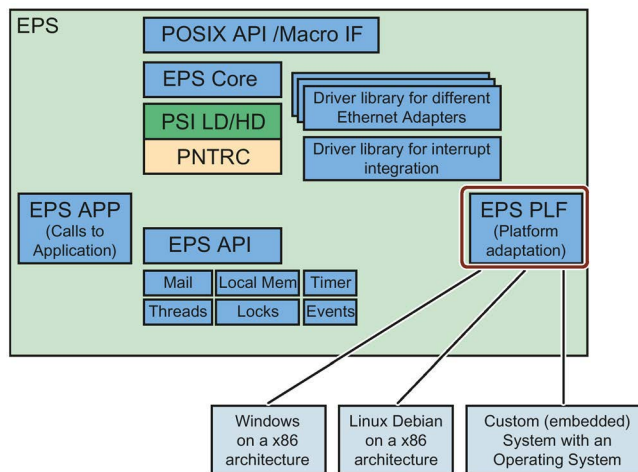 EPS
POSIX API /Macro IF
EPS Core
Driver library for different
Ethernet Adapters
PSI LD/HD
PNTRC
Driver library for interrupt
integration
EPS APP
(Calls to
Application)
EPS API
EPS PLF
(Platform
adaptation)
Mail
Local Mem
Timer
Threads
Locks
Events
Windows
on a x86
architecture
Linux Debian
on a x86
architecture
Custom (embedded)
System with an
Operating System